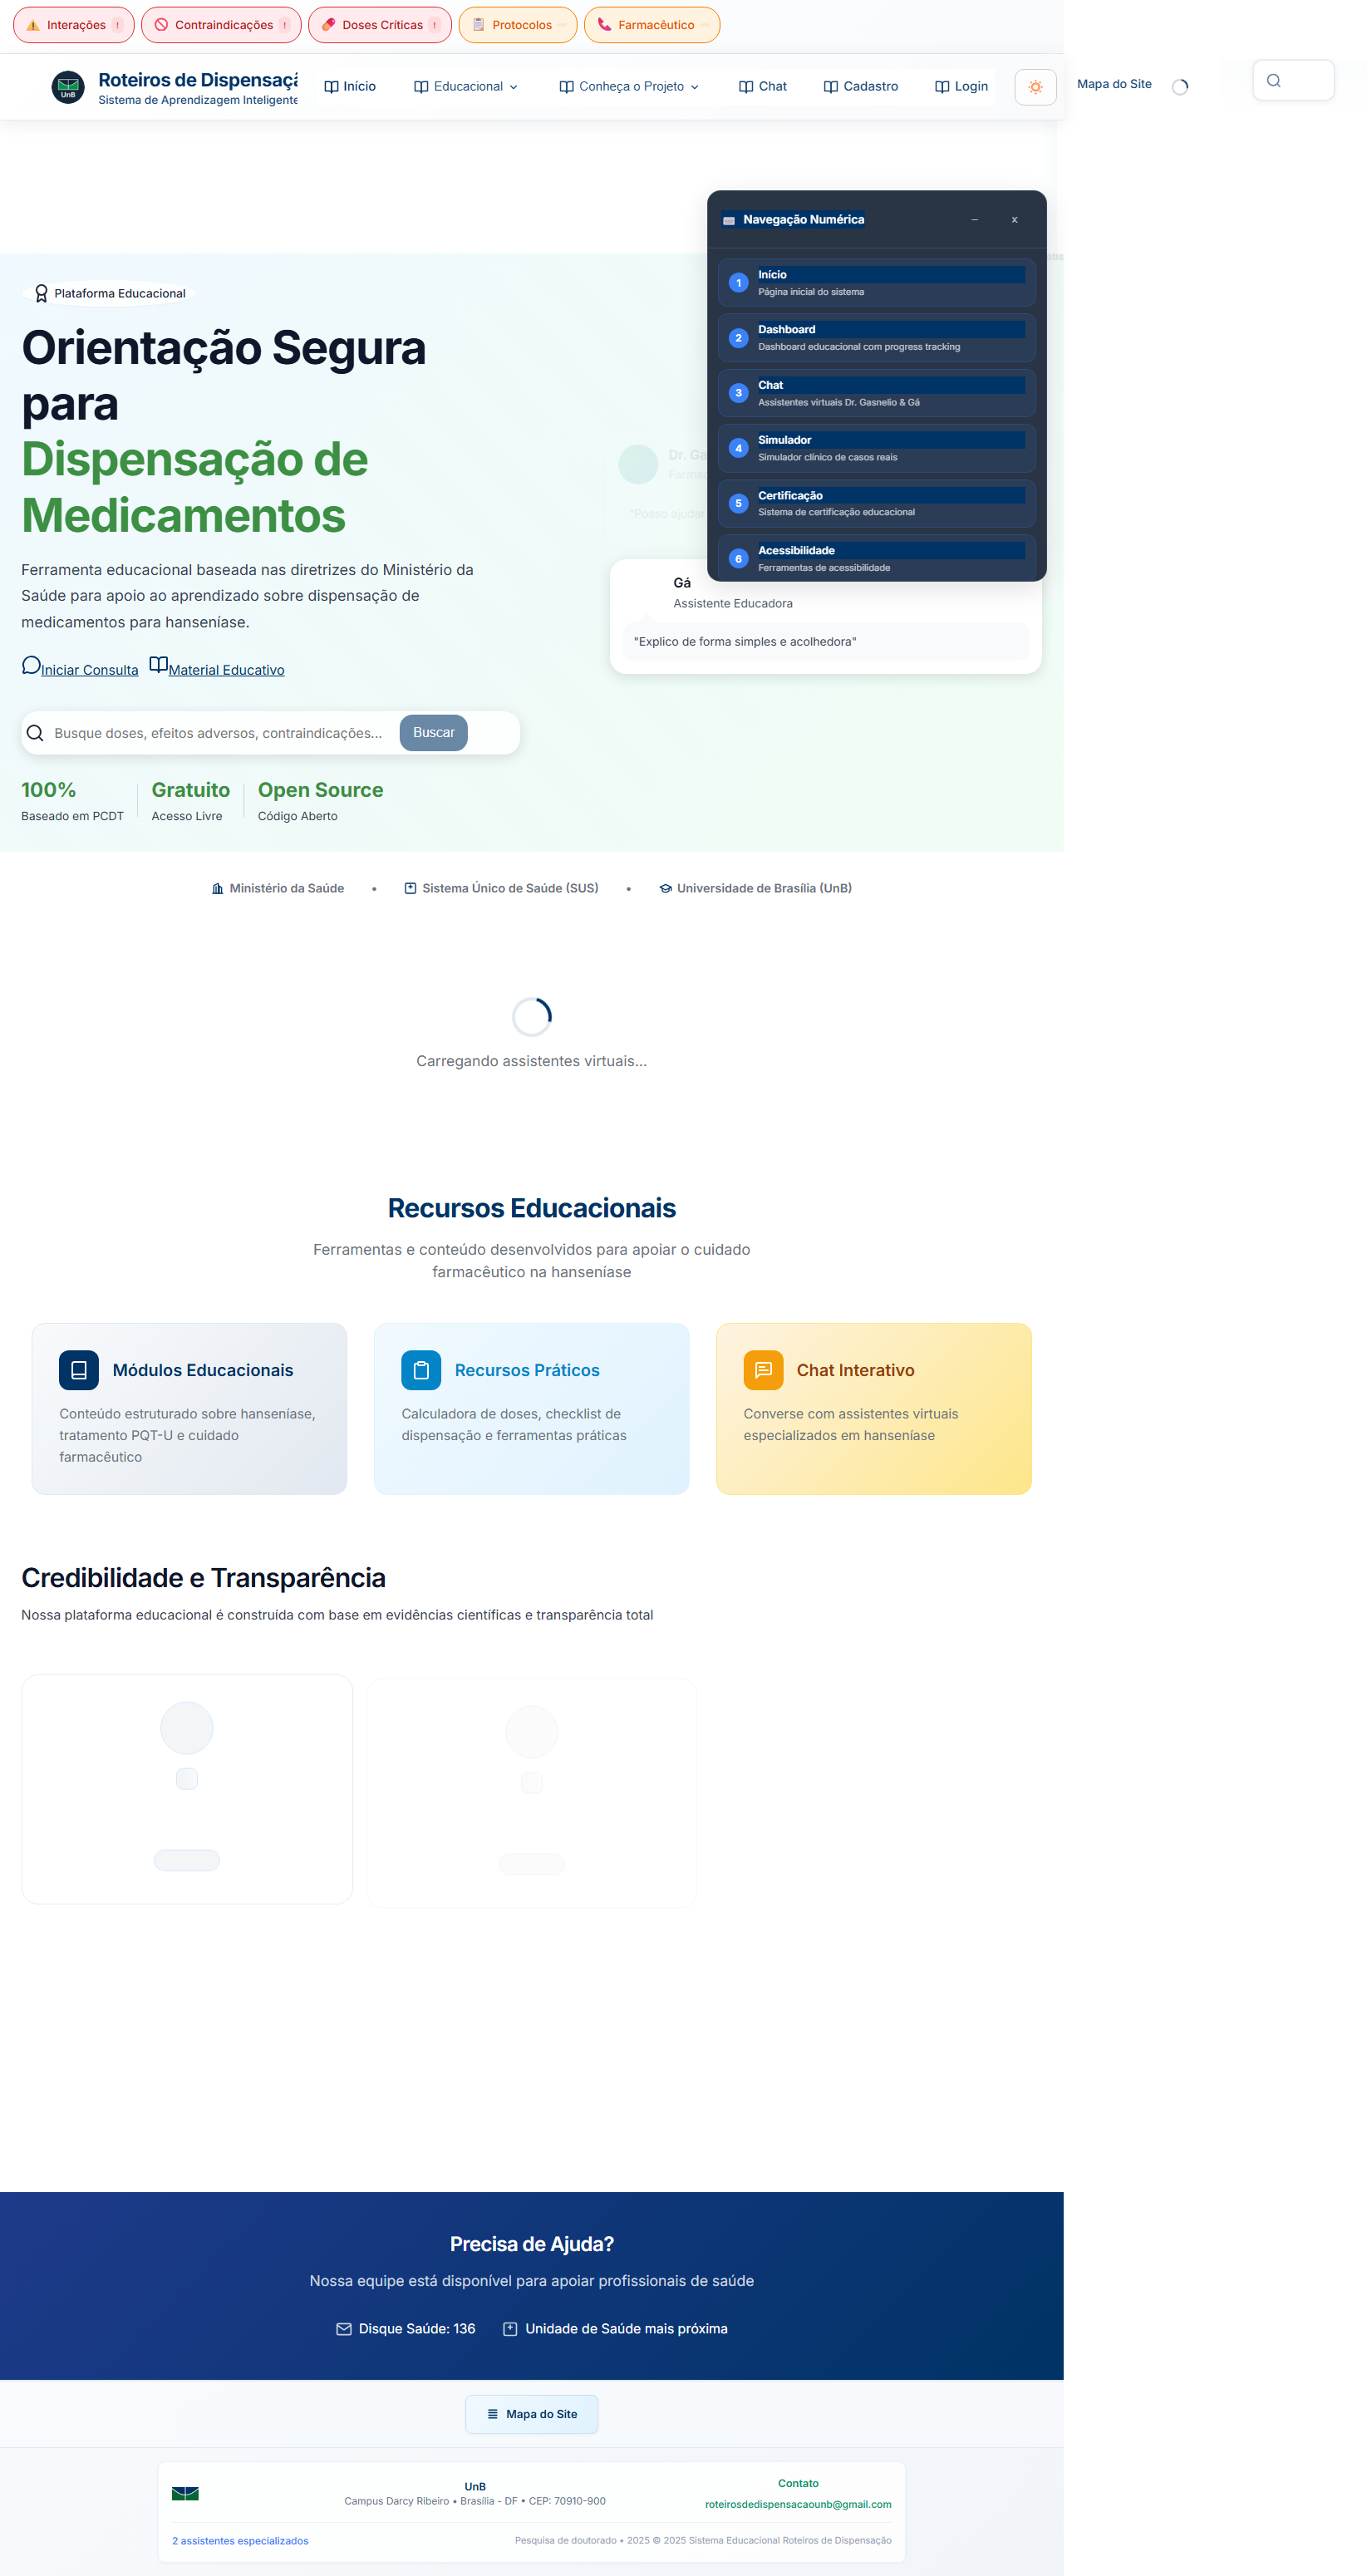 Interações !
Contraindicações !
Doses Críticas !
Protocolos
Farmacêutico
Roteiros de Dispensaçã
Sistema de Aprendizagem Inteligente
UnB
Início
Educacional
Conheça o Projeto
Chat
Cadastro
Login
Mapa do Site
Navegação Numérica
–
x
1
Início
Página inicial do sistema
2
Dashboard
Dashboard educacional com progress tracking
3
Chat
Assistentes virtuais Dr. Gasnelio & Gá
4
Simulador
Simulador clínico de casos reais
5
Certificação
Sistema de certificação educacional
6
Acessibilidade
Ferramentas de acessibilidade
Plataforma Educacional
Orientação Segura
para
Dispensação de
Medicamentos
Ferramenta educacional baseada nas diretrizes do Ministério da
Saúde para apoio ao aprendizado sobre dispensação de
medicamentos para hanseníase.
Iniciar Consulta
Material Educativo
Busque doses, efeitos adversos, contraindicações...
Buscar
100%
Baseado em PCDT
Gratuito
Acesso Livre
Open Source
Código Aberto
Dr. Ga
Farmac
"Posso ajudar
Gá
Assistente Educadora
"Explico de forma simples e acolhedora"
Ministério da Saúde • Sistema Único de Saúde (SUS) • Universidade de Brasília (UnB)
Carregando assistentes virtuais...
Recursos Educacionais
Ferramentas e conteúdo desenvolvidos para apoiar o cuidado
farmacêutico na hanseníase
Módulos Educacionais
Conteúdo estruturado sobre hanseníase,
tratamento PQT-U e cuidado
farmacêutico
Recursos Práticos
Calculadora de doses, checklist de
dispensação e ferramentas práticas
Chat Interativo
Converse com assistentes virtuais
especializados em hanseníase
Credibilidade e Transparência
Nossa plataforma educacional é construída com base em evidências científicas e transparência total
Precisa de Ajuda?
Nossa equipe está disponível para apoiar profissionais de saúde
Disque Saúde: 136
Unidade de Saúde mais próxima
Mapa do Site
UnB
Campus Darcy Ribeiro • Brasília - DF • CEP: 70910-900
Contato
roteirosdedispensacaounb@gmail.com
2 assistentes especializados
Pesquisa de doutorado • 2025 © 2025 Sistema Educacional Roteiros de Dispensação